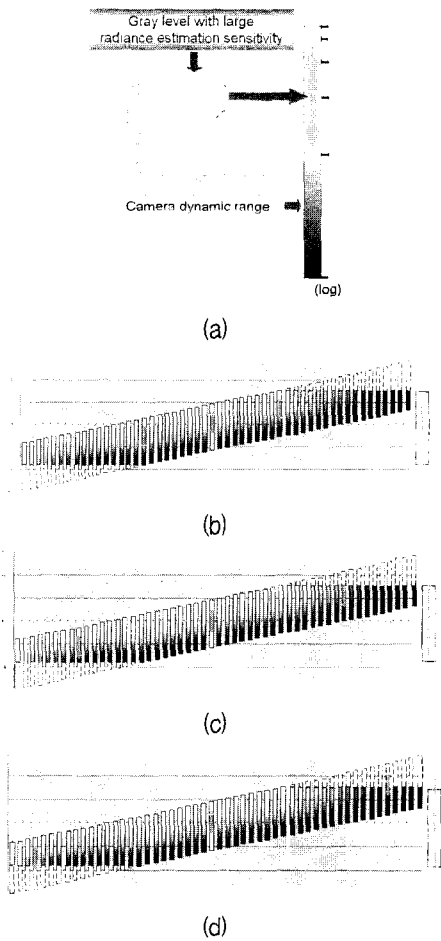 Gray level with large
radiance estimation sensitivity
Camera dynamic range
(log)
(a)
(b)
(c)
(d)